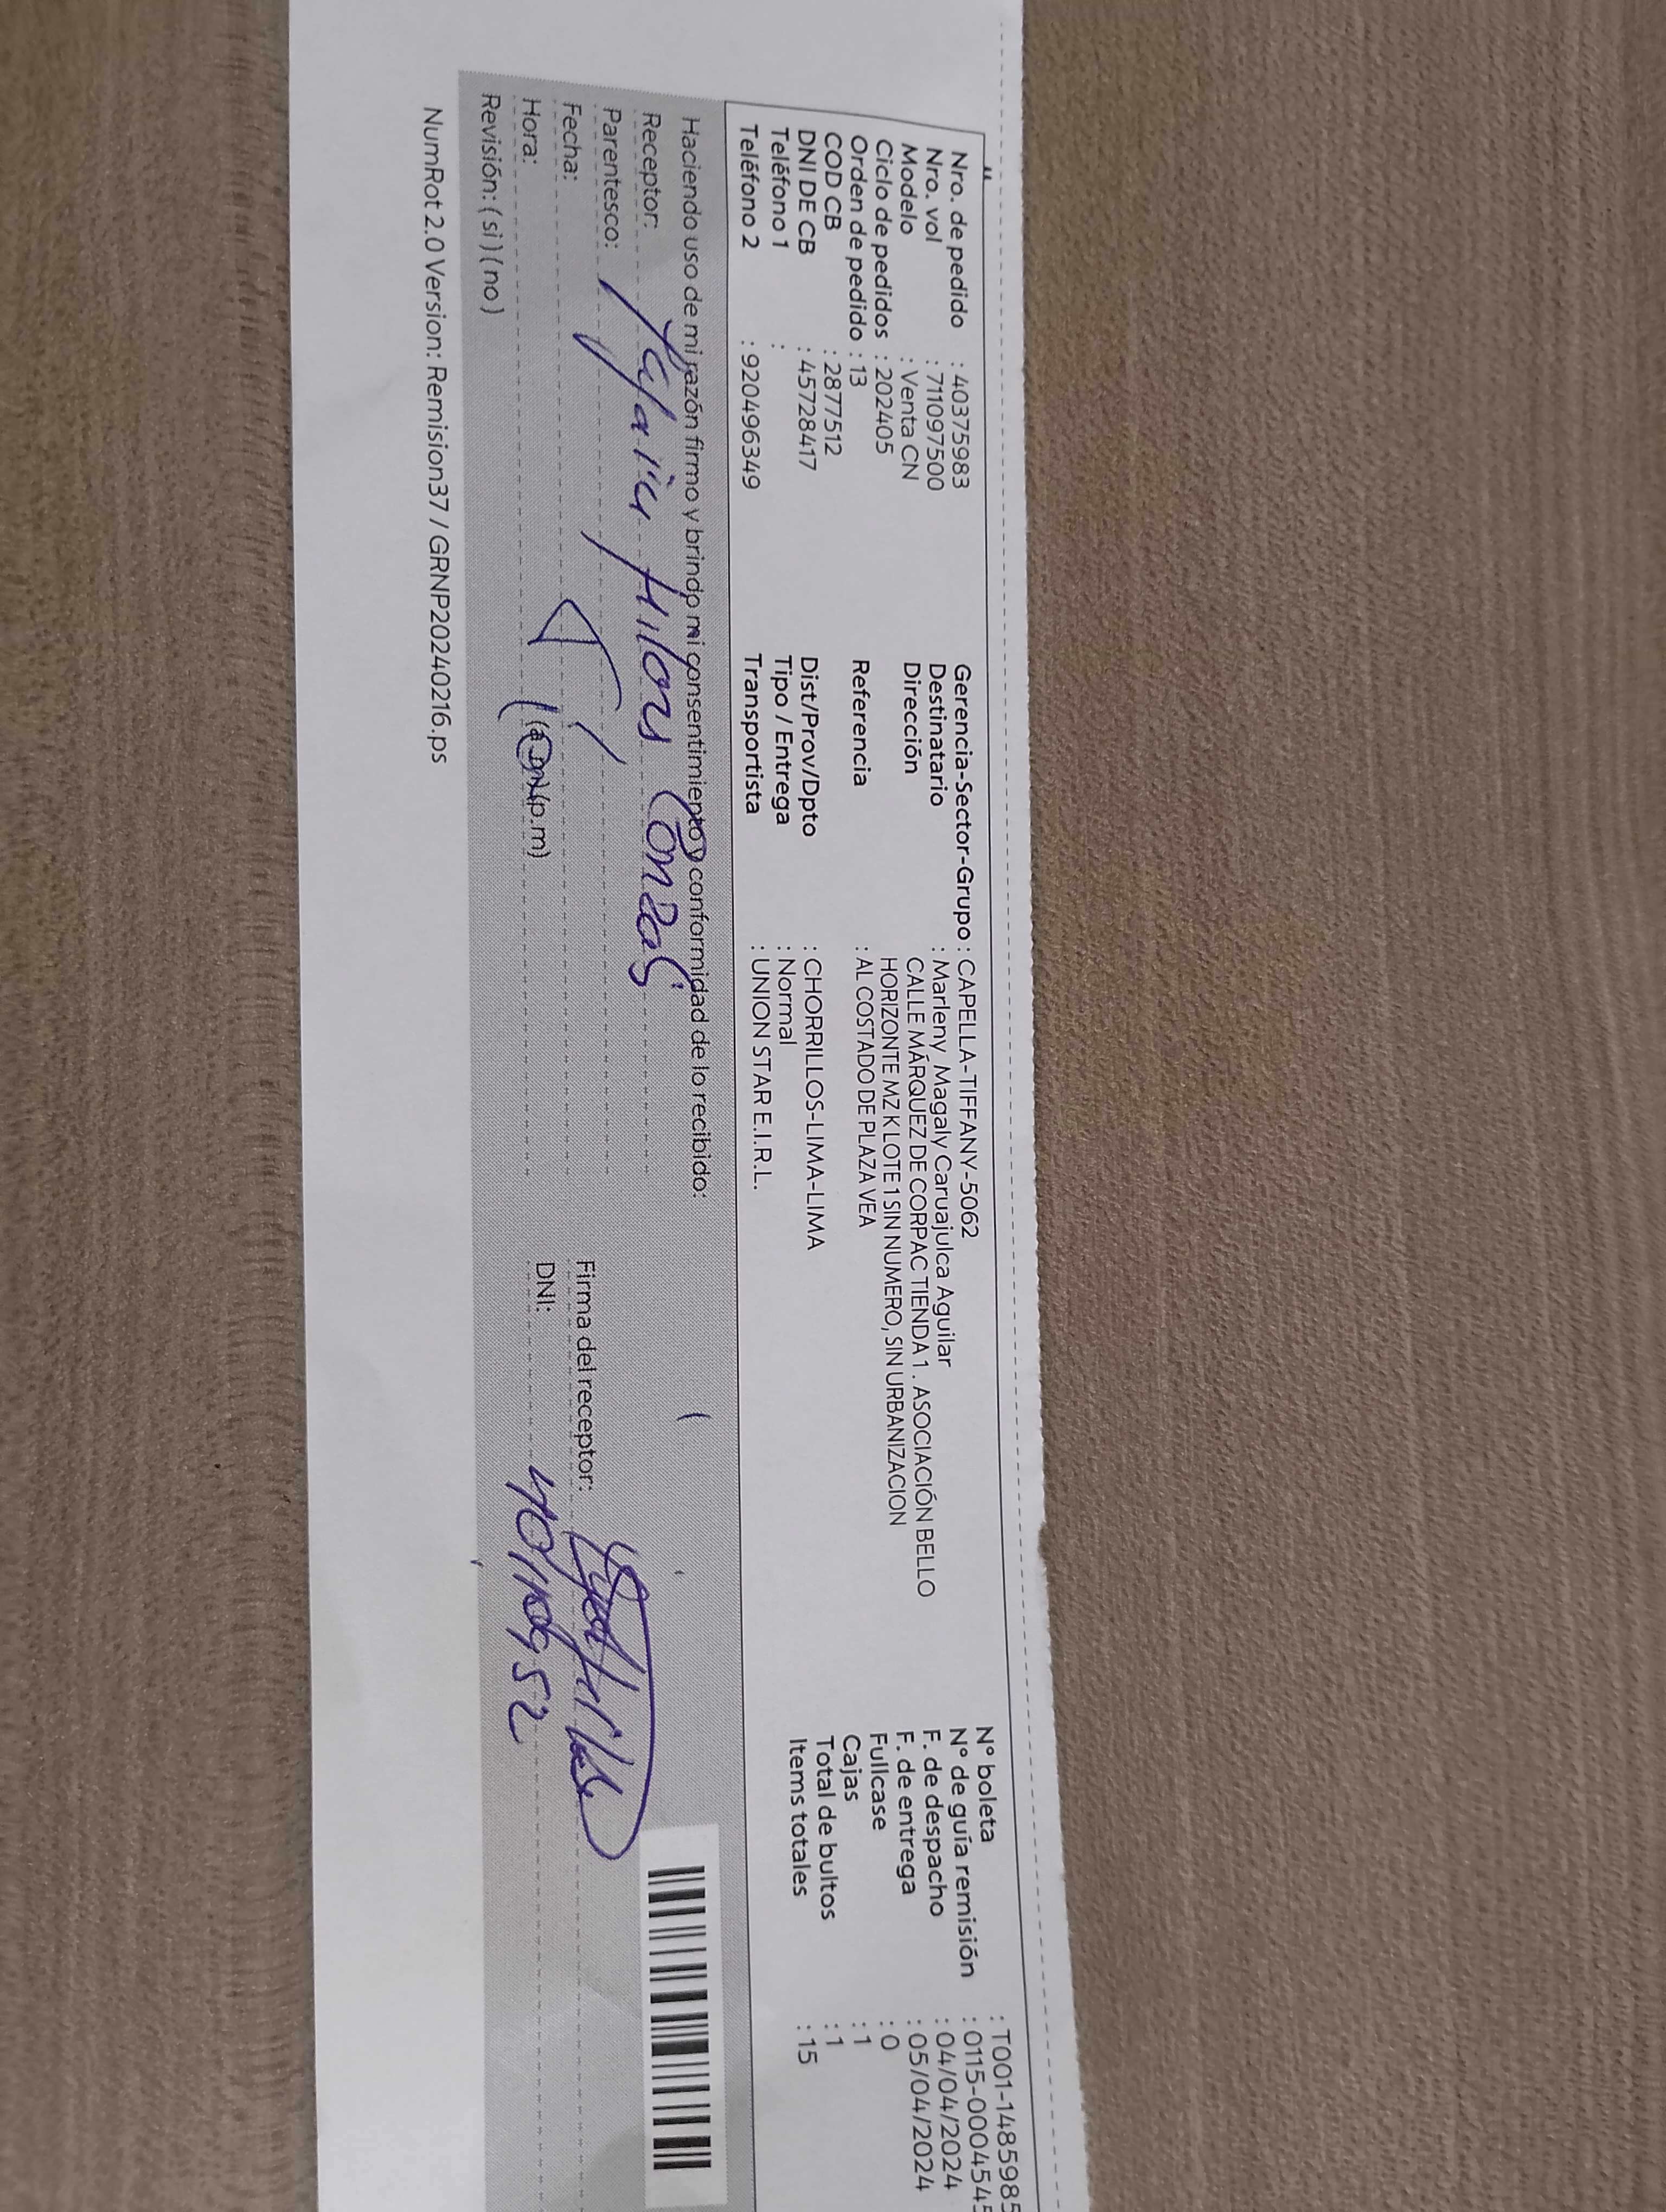 Nro. de pedido : 40375983
Nro. vol : 711097500
Modelo : Venta CN
Ciclo de pedidos : 202405
Orden de pedido : 13
COD CB : 2877512
DNI DE CB : 45728417
Teléfono 1 :
Teléfono 2 : 920496349
Gerencia-Sector-Grupo : CAPELLA-TIFFANY-5062
Destinatario : Marleny Magaly Caruajulca Aguilar
Dirección CALLE MÁRQUEZ DE CORPAC TIENDA 1 . ASOCIACIÓN BELLO
HORIZONTE MZ K LOTE 1 SIN NUMERO, SIN URBANIZACION
Referencia : AL COSTADO DE PLAZA VEA
Dist/Prov/Dpto : CHORRILLOS-LIMA-LIMA
Tipo / Entrega : Normal
Transportista : UNION STAR E.I.R.L.
N° boleta : T001-1485985
N° de guía remisión : 0115-0004545
F. de despacho : 04/04/2024
F. de entrega : 05/04/2024
Fullcase : 0
Cajas : 1
Total de bultos : 1
Items totales : 15
Haciendo uso de mi razón firmo y brindo mi consentimiento y conformidad de lo recibido:
Receptor:
Parentesco:
Fecha:
Hora: (a.m) (p.m)
Revisión: ( si ) ( no )
Firma del receptor:
DNI:
NumRot 2.0 Version: Remision37 / GRNP20240216.ps